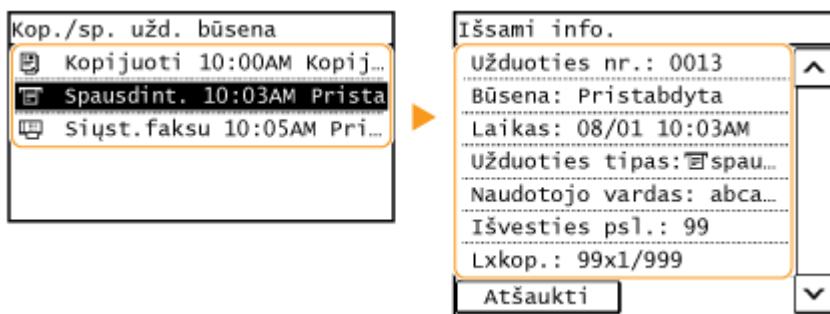 Kop./sp. užd. būsena
Kopijuoti 10:00AM Kopij…
Spausdint. 10:03AM Prista
Siųst.faksu 10:05AM Pri…
Išsami info.
Užduoties nr.: 0013
Būsena: Pristabdyta
Laikas: 08/01 10:03AM
Užduoties tipas: spau…
Naudotojo vardas: abca…
Išvesties psl.: 99
Lxkop.: 99x1/999
Atšaukti